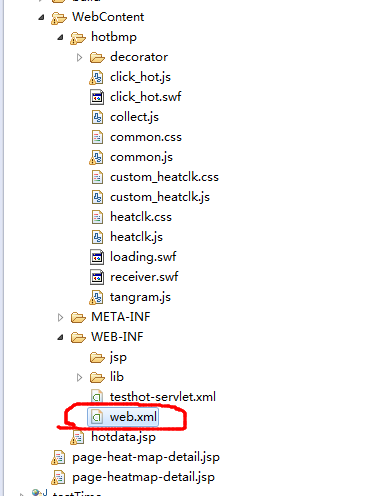 WebContent
hotbmp
decorator
click_hot.js
click_hot.swf
collect.js
common.css
common.js
custom_heatclk.css
custom_heatclk.js
heatclk.css
heatclk.js
loading.swf
receiver.swf
tangram.js
META-INF
WEB-INF
jsp
lib
testhot-servlet.xml
web.xml
hotdata.jsp
page-heat-map-detail.jsp
page-heatmap-detail.jsp